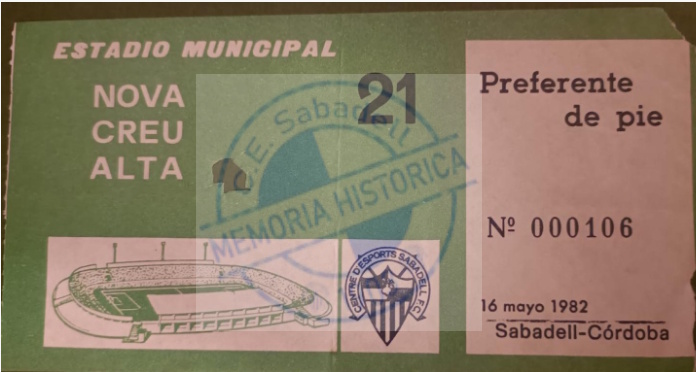 ESTADIO MUNICIPAL
NOVA
CREU
ALTA
21
Preferente
de pie
Nº 000106
16 mayo 1982
Sabadell-Córdoba
CENTRE D'ESPORTS SABADELL F.C.
C.E. Sabadell
MEMORIA HISTORICA